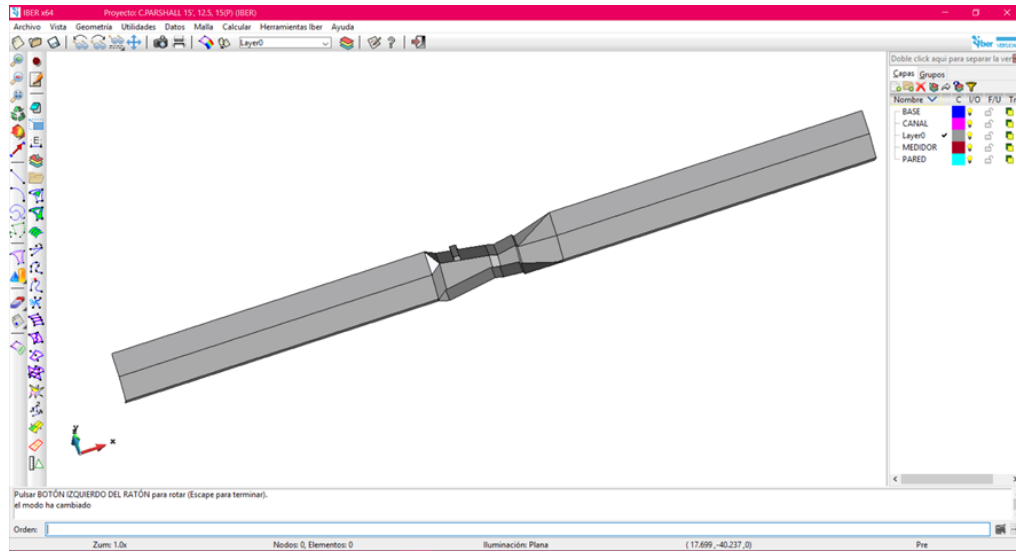 IBER x64 Proyecto: C.PARSHALL 15', 12.5, 15(P) (IBER)
Archivo Vista Geometría Utilidades Datos Malla Calcular Herramientas Iber Ayuda
Layer0
Iber
Doble click aqui para separar la ver
Capas Grupos
Nombre C I/O F/U Tr
BASE
CANAL
Layer0
MEDIDOR
PARED
y
x
Pulsar BOTÓN IZQUIERDO DEL RATÓN para rotar (Escape para terminar).
el modo ha cambiado
Orden:
Zum: 1.0x Nodos: 0, Elementos: 0 Iluminación: Plana ( 17.699 ,-40.237 ,0) Pre